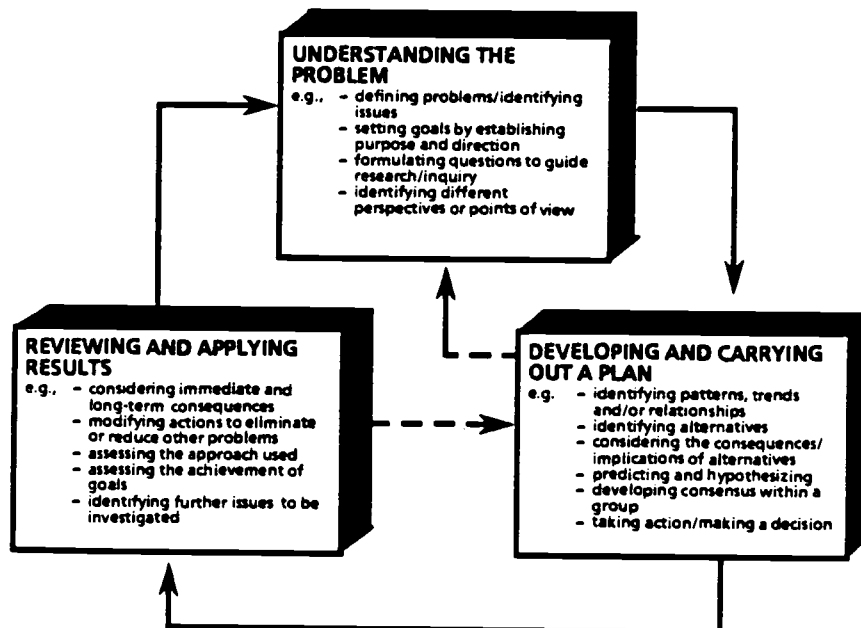 UNDERSTANDING THE
PROBLEM
e.g., – defining problems/identifying
issues
– setting goals by establishing
purpose and direction
– formulating questions to guide
research/inquiry
– identifying different
perspectives or points of view
REVIEWING AND APPLYING
RESULTS
e.g., – considering immediate and
long-term consequences
– modifying actions to eliminate
or reduce other problems
– assessing the approach used
– assessing the achievement of
goals
– identifying further issues to be
investigated
DEVELOPING AND CARRYING
OUT A PLAN
e.g. – identifying patterns, trends
and/or relationships
– identifying alternatives
– considering the consequences/
implications of alternatives
– predicting and hypothesizing
– developing consensus within a
group
– taking action/making a decision